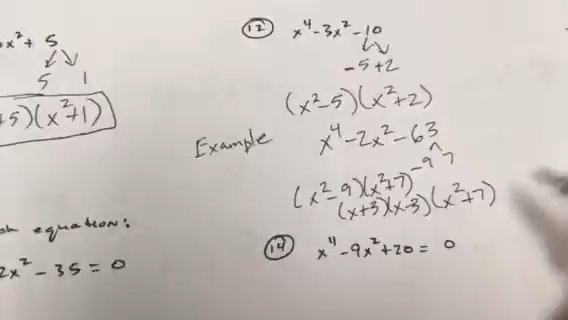 x² + 5
5 1
+5)(x²+1)
equation:
2x² - 35 = 0
(12) x⁴-3x²-10
-5+2
(x²-5)(x²+2)
Example x⁴-2x²-63
-9 7
(x²-9)(x²+7)
(x+3)(x-3)(x²+7)
(14) x⁴-9x²+20 = 0